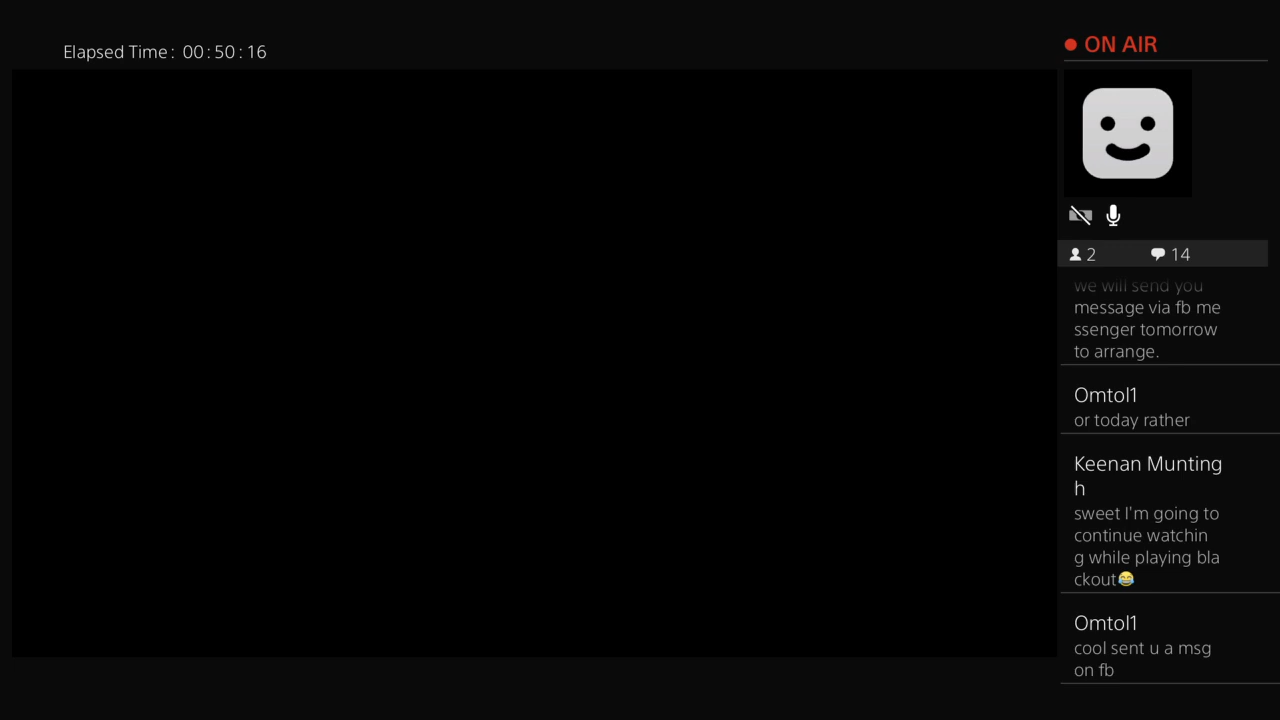 Elapsed Time: 00:50:16
ON AIR
2
14
we will send you
message via fb me
ssenger tomorrow
to arrange.
Omtol1
or today rather
Keenan Munting
h
sweet I'm going to
continue watchin
g while playing bla
ckout😂
Omtol1
cool sent u a msg
on fb